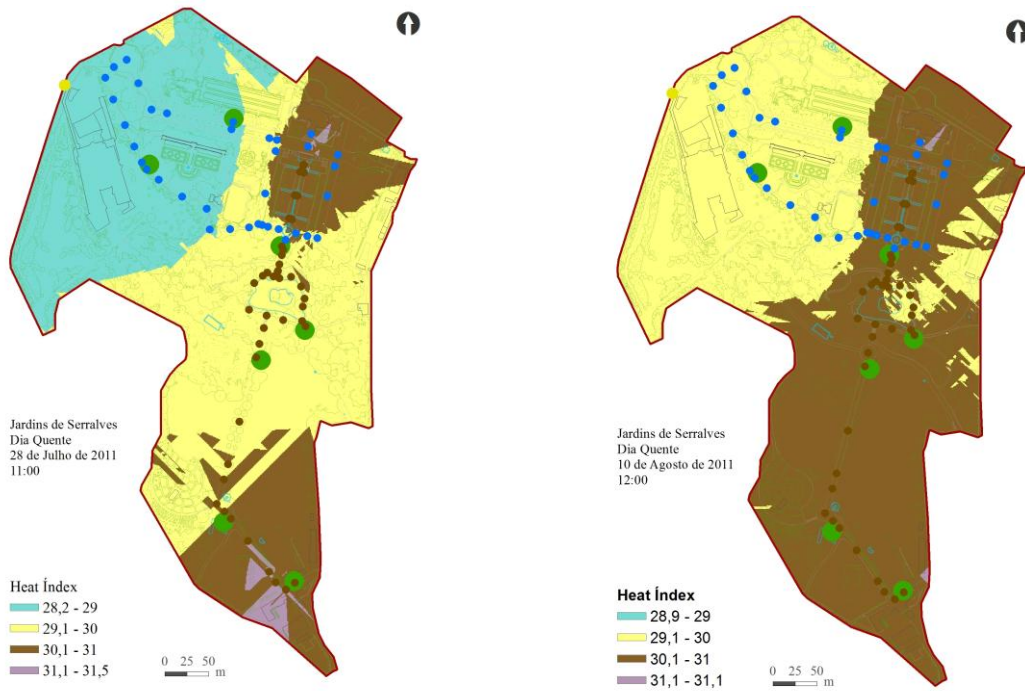 Jardins de Serralves
Dia Quente
28 de Julho de 2011
11:00
Heat Índex
28,2 - 29
29,1 - 30
30,1 - 31
31,1 - 31,5
0 25 50
m
Jardins de Serralves
Dia Quente
10 de Agosto de 2011
12:00
Heat Índex
28,9 - 29
29,1 - 30
30,1 - 31
31,1 - 31,1
0 25 50
m